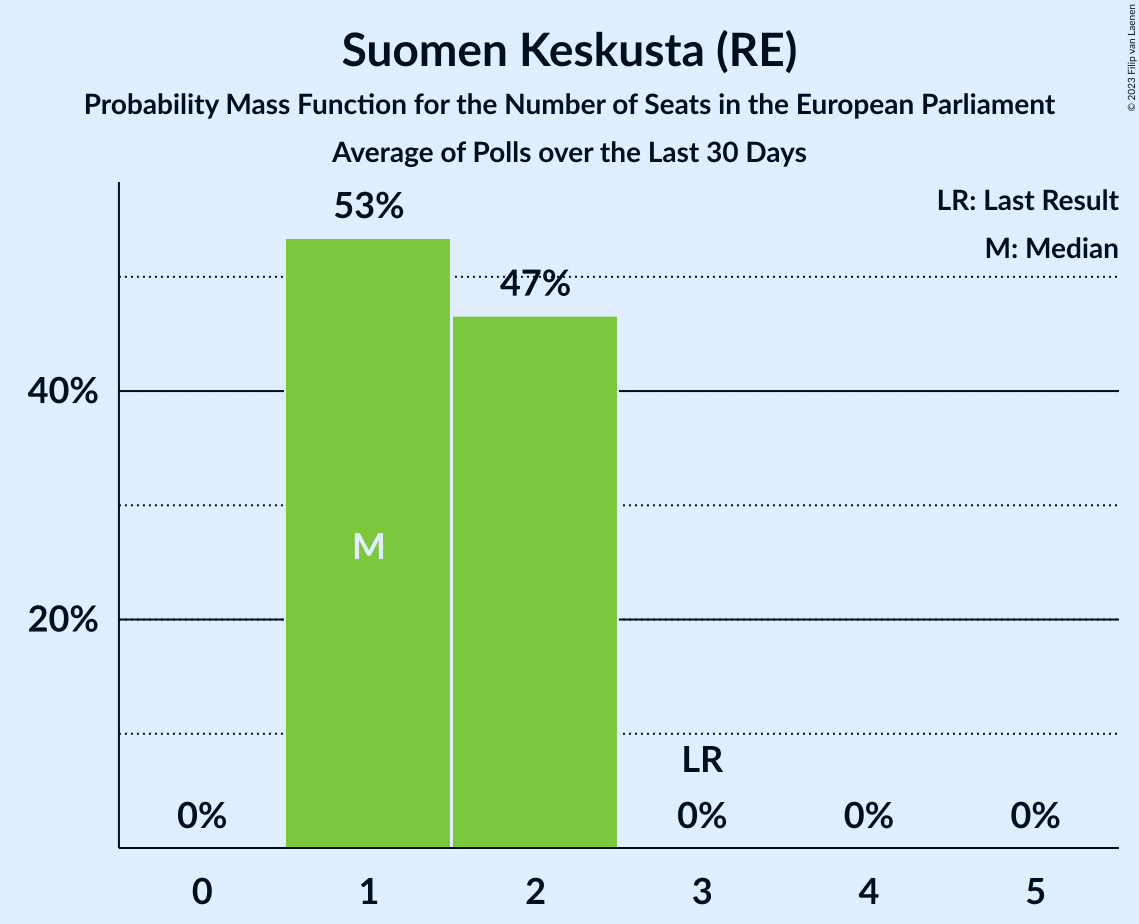 Suomen Keskusta (RE)
Probability Mass Function for the Number of Seats in the European Parliament
Average of Polls over the Last 30 Days
© 2023 Filip van Laenen
LR: Last Result
M: Median
53%
47%
40%
M
20%
LR
0%
0%
0%
0%
0
1
2
3
4
5